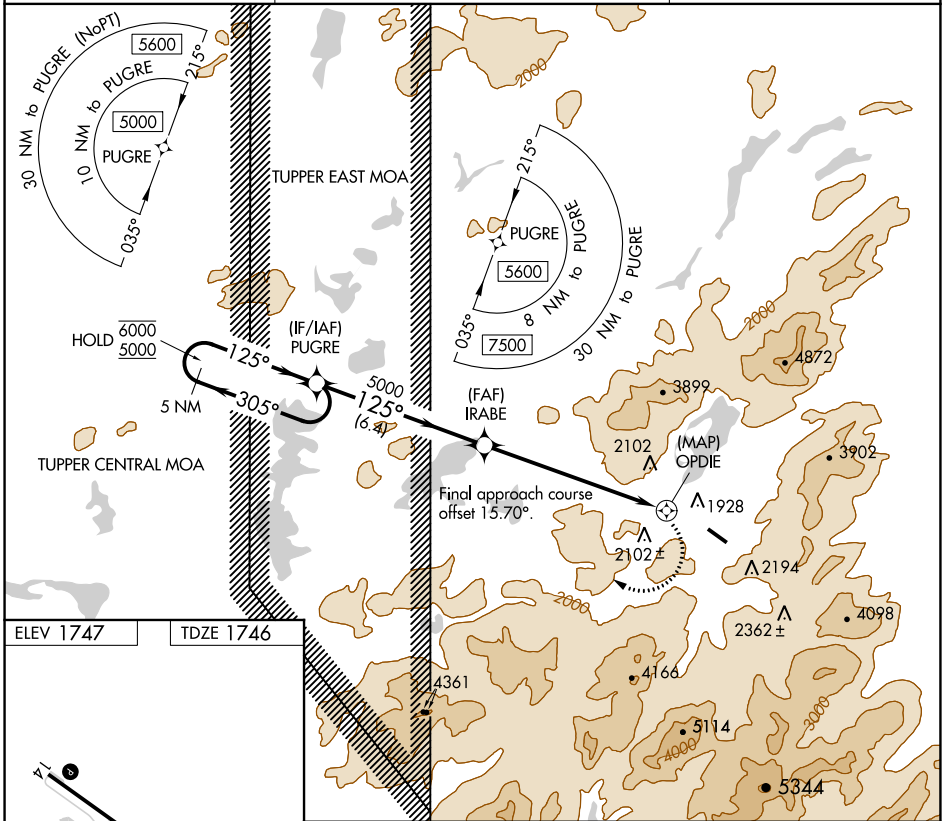 30 NM to PUGRE (NoPT)
5600
215°
10 NM to PUGRE
5000
PUGRE
035°
TUPPER EAST MOA
2000
215°
PUGRE
5600
8 NM to PUGRE
30 NM to PUGRE
035°
7500
2000
HOLD 6000
5000
125°
(IF/IAF)
PUGRE
305°
5 NM
5000
125°
(6.4)
(FAF)
IRABE
4872
3899
2102
(MAP)
OPDIE
3902
TUPPER CENTRAL MOA
Final approach course
offset 15.70°.
1928
2102 ±
2194
2000
2362 ±
4098
ELEV 1747
TDZE 1746
4361
4166
5114
4000
3000
5344
14
P